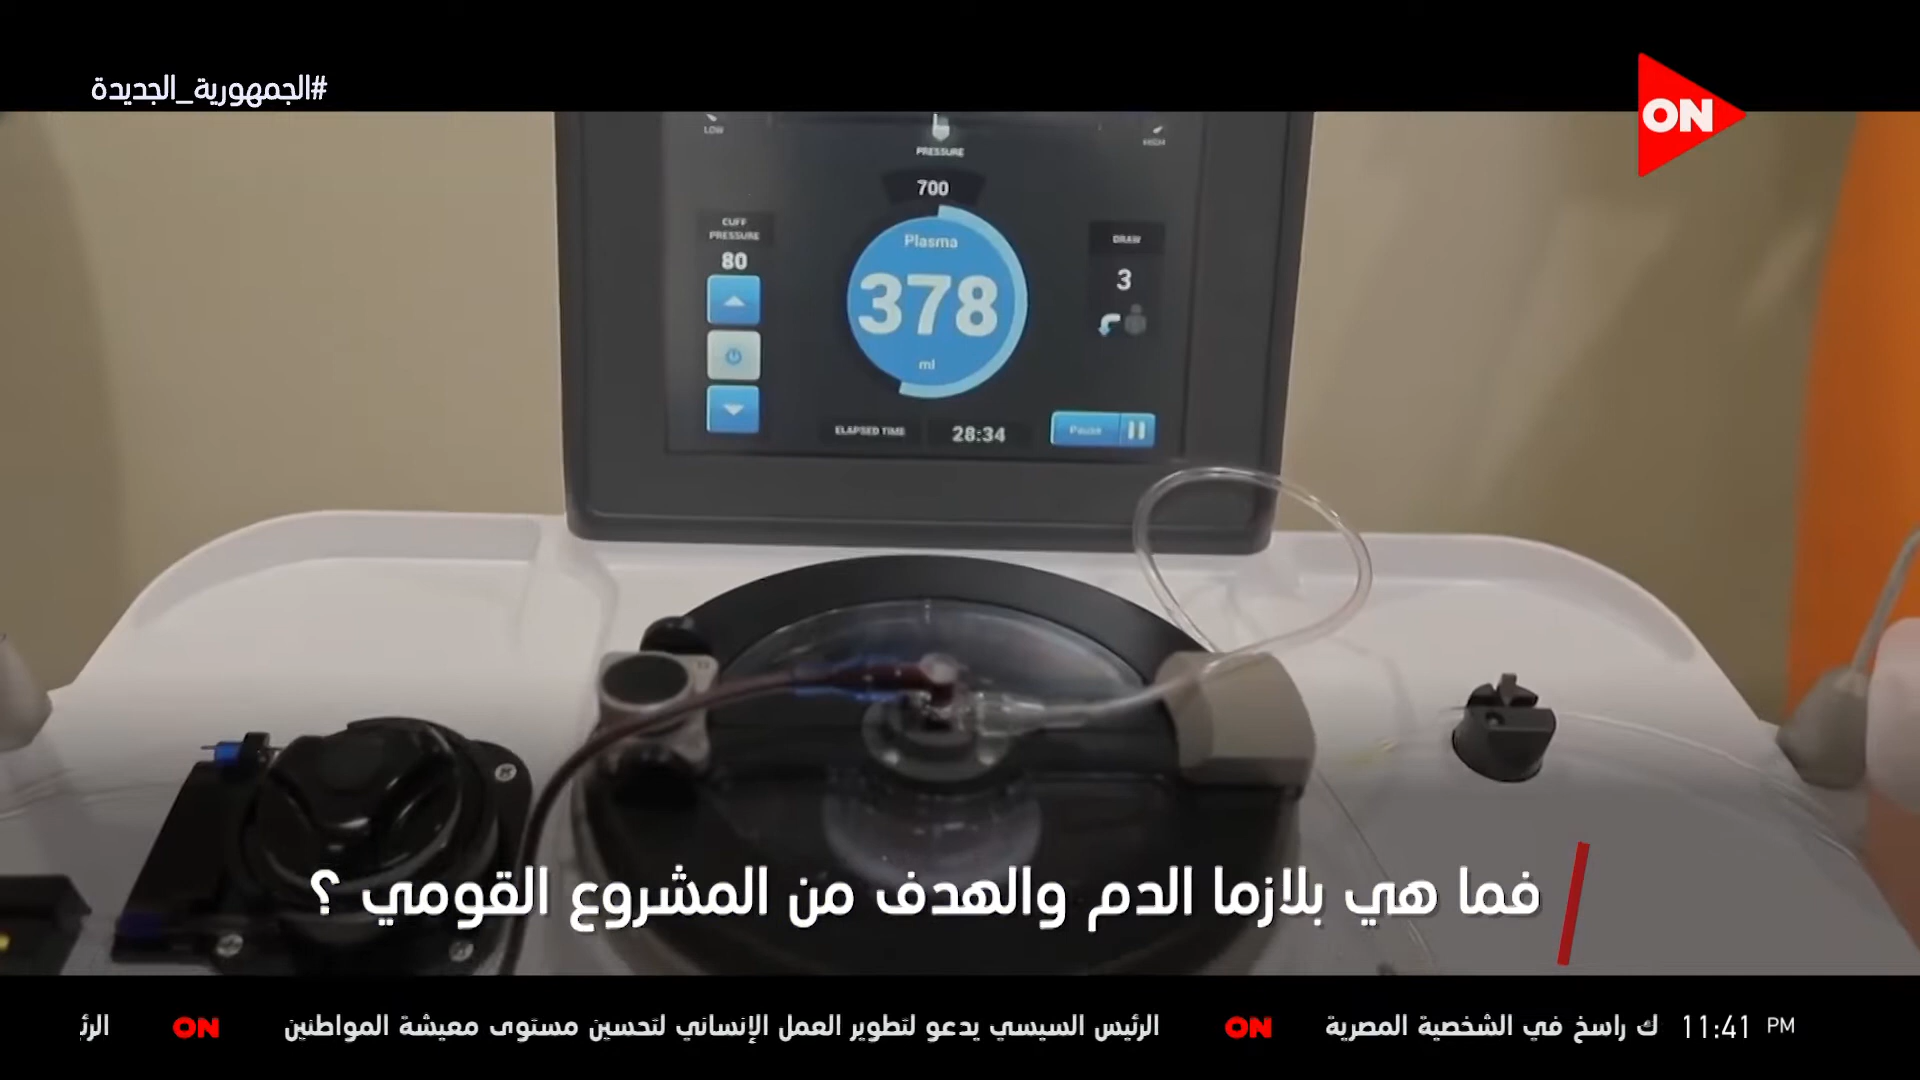 #الجمهورية_الجديدة
ON
LOW
PRESSURE
HIGH
700
CUFF
PRESSURE
80
Plasma
378
ml
DRAW
3
ELAPSED TIME
28:34
Pause
فما هي بلازما الدم والهدف من المشروع القومي ؟
11:41 PM
ك راسخ في الشخصية المصرية ON الرئيس السيسي يدعو لتطوير العمل الإنساني لتحسين مستوى معيشة المواطنين ON